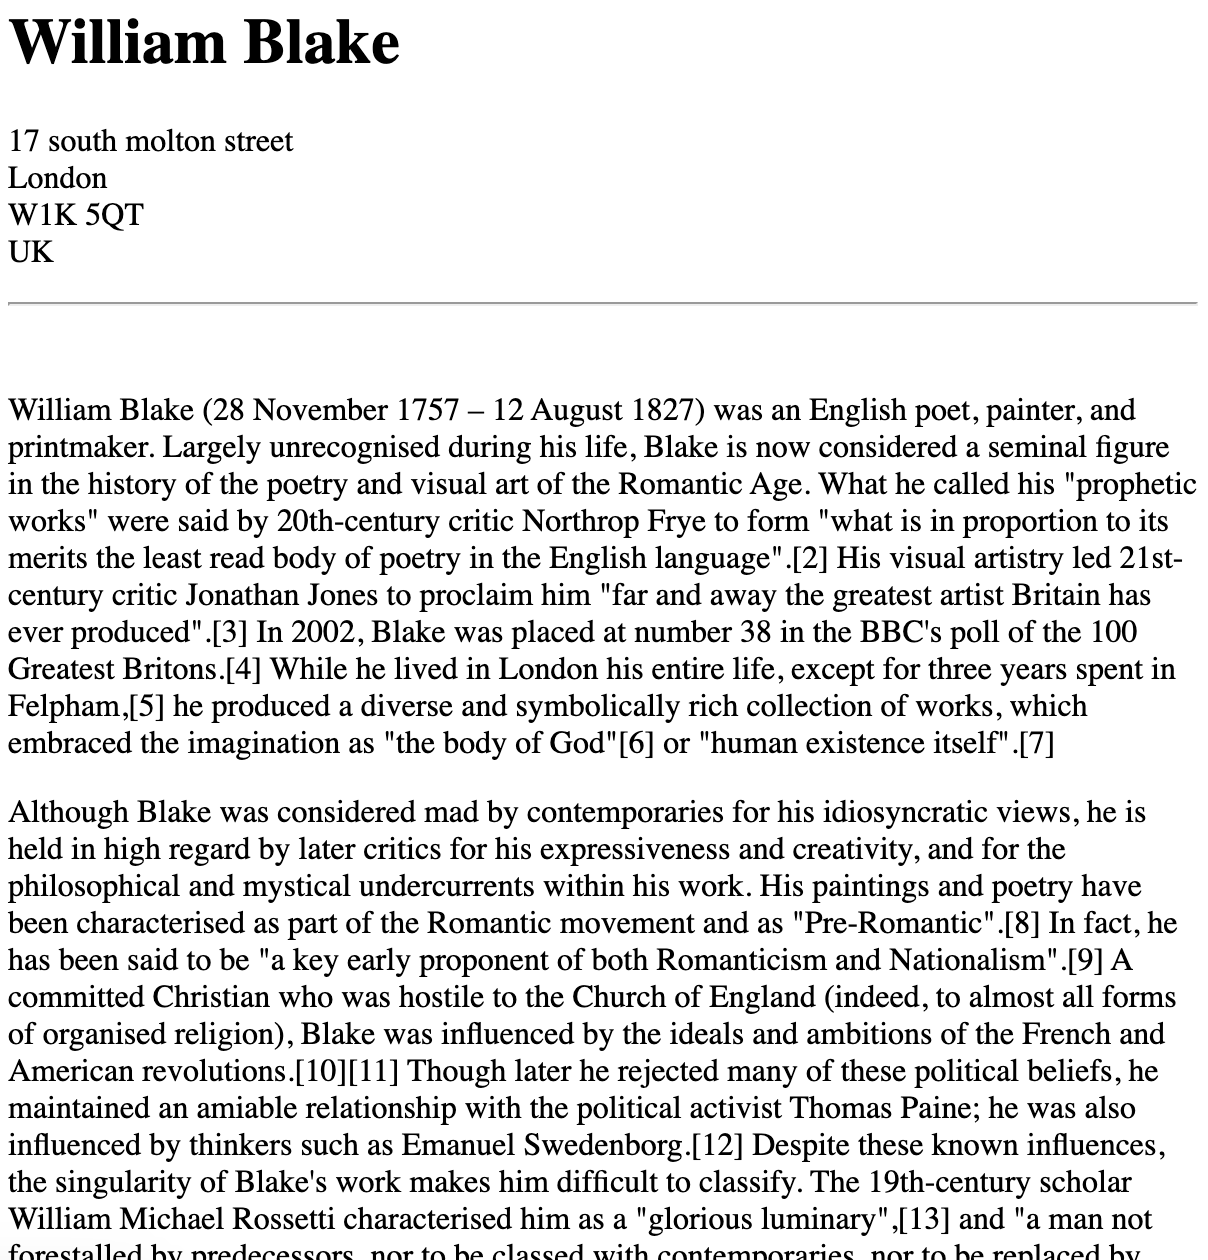 William Blake
17 south molton street
London
W1K 5QT
UK
William Blake (28 November 1757 – 12 August 1827) was an English poet, painter, and
printmaker. Largely unrecognised during his life, Blake is now considered a seminal figure
in the history of the poetry and visual art of the Romantic Age. What he called his "prophetic
works" were said by 20th-century critic Northrop Frye to form "what is in proportion to its
merits the least read body of poetry in the English language".[2] His visual artistry led 21st-
century critic Jonathan Jones to proclaim him "far and away the greatest artist Britain has
ever produced".[3] In 2002, Blake was placed at number 38 in the BBC's poll of the 100
Greatest Britons.[4] While he lived in London his entire life, except for three years spent in
Felpham,[5] he produced a diverse and symbolically rich collection of works, which
embraced the imagination as "the body of God"[6] or "human existence itself".[7]
Although Blake was considered mad by contemporaries for his idiosyncratic views, he is
held in high regard by later critics for his expressiveness and creativity, and for the
philosophical and mystical undercurrents within his work. His paintings and poetry have
been characterised as part of the Romantic movement and as "Pre-Romantic".[8] In fact, he
has been said to be "a key early proponent of both Romanticism and Nationalism".[9] A
committed Christian who was hostile to the Church of England (indeed, to almost all forms
of organised religion), Blake was influenced by the ideals and ambitions of the French and
American revolutions.[10][11] Though later he rejected many of these political beliefs, he
maintained an amiable relationship with the political activist Thomas Paine; he was also
influenced by thinkers such as Emanuel Swedenborg.[12] Despite these known influences,
the singularity of Blake's work makes him difficult to classify. The 19th-century scholar
William Michael Rossetti characterised him as a "glorious luminary",[13] and "a man not
forestalled by predecessors, nor to be classed with contemporaries, nor to be replaced by